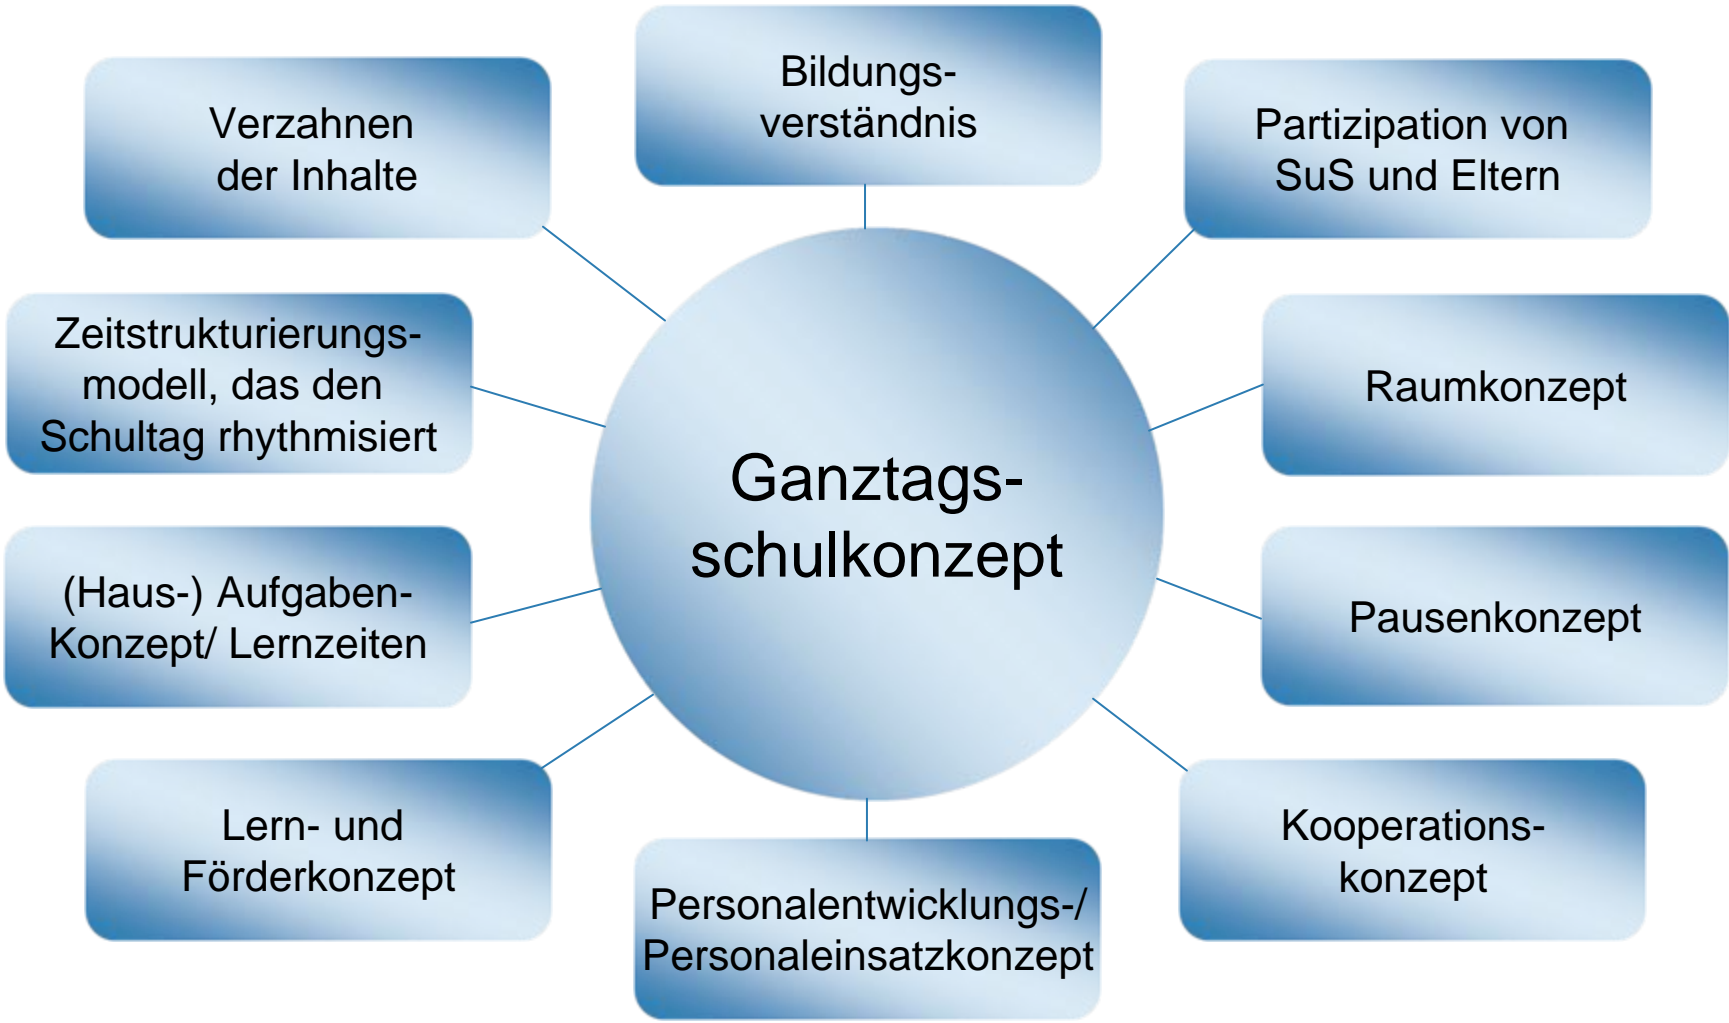 Bildungs-
verständnis
Verzahnen
der Inhalte
Partizipation von
SuS und Eltern
Zeitstrukturierungs-
modell, das den
Schultag rhythmisiert
Raumkonzept
Ganztags-
schulkonzept
(Haus-) Aufgaben-
Konzept/ Lernzeiten
Pausenkonzept
Lern- und
Förderkonzept
Kooperations-
konzept
Personalentwicklungs-/
Personaleinsatzkonzept